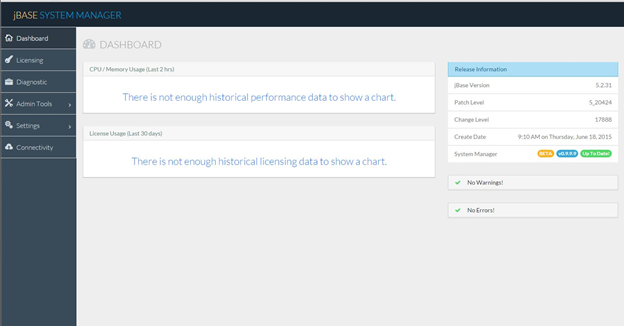 jBASE SYSTEM MANAGER
Dashboard
Licensing
Diagnostic
Admin Tools
Settings
Connectivity
DASHBOARD
CPU / Memory Usage (Last 2 hrs)
There is not enough historical performance data to show a chart.
License Usage (Last 30 days)
There is not enough historical licensing data to show a chart.
Release Information
jBase Version 5.2.31
Patch Level 5_20424
Change Level 17888
Create Date 9:10 AM on Thursday, June 18, 2015
System Manager BETA v0.9.9.9 Up To Date!
No Warnings!
No Errors!